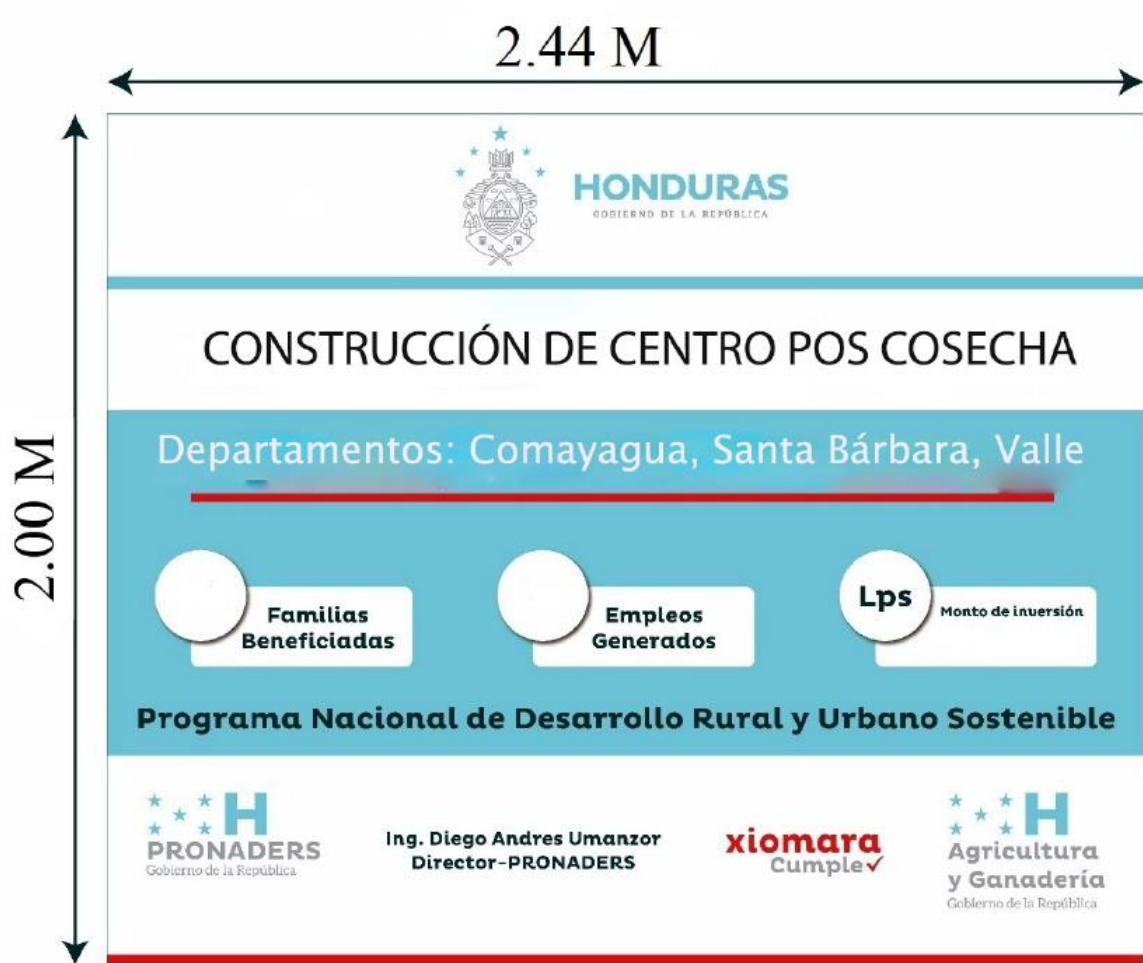 2.44 M
2.00 M
HONDURAS
GOBIERNO DE LA REPÚBLICA
CONSTRUCCIÓN DE CENTRO POS COSECHA
Departamentos: Comayagua, Santa Bárbara, Valle
Familias
Beneficiadas
Empleos
Generados
Lps
Monto de inversión
Programa Nacional de Desarrollo Rural y Urbano Sostenible
H
PRONADERS
Gobierno de la República
Ing. Diego Andres Umanzor
Director-PRONADERS
xiomara
Cumple
H
Agricultura
y Ganadería
Gobierno de la República